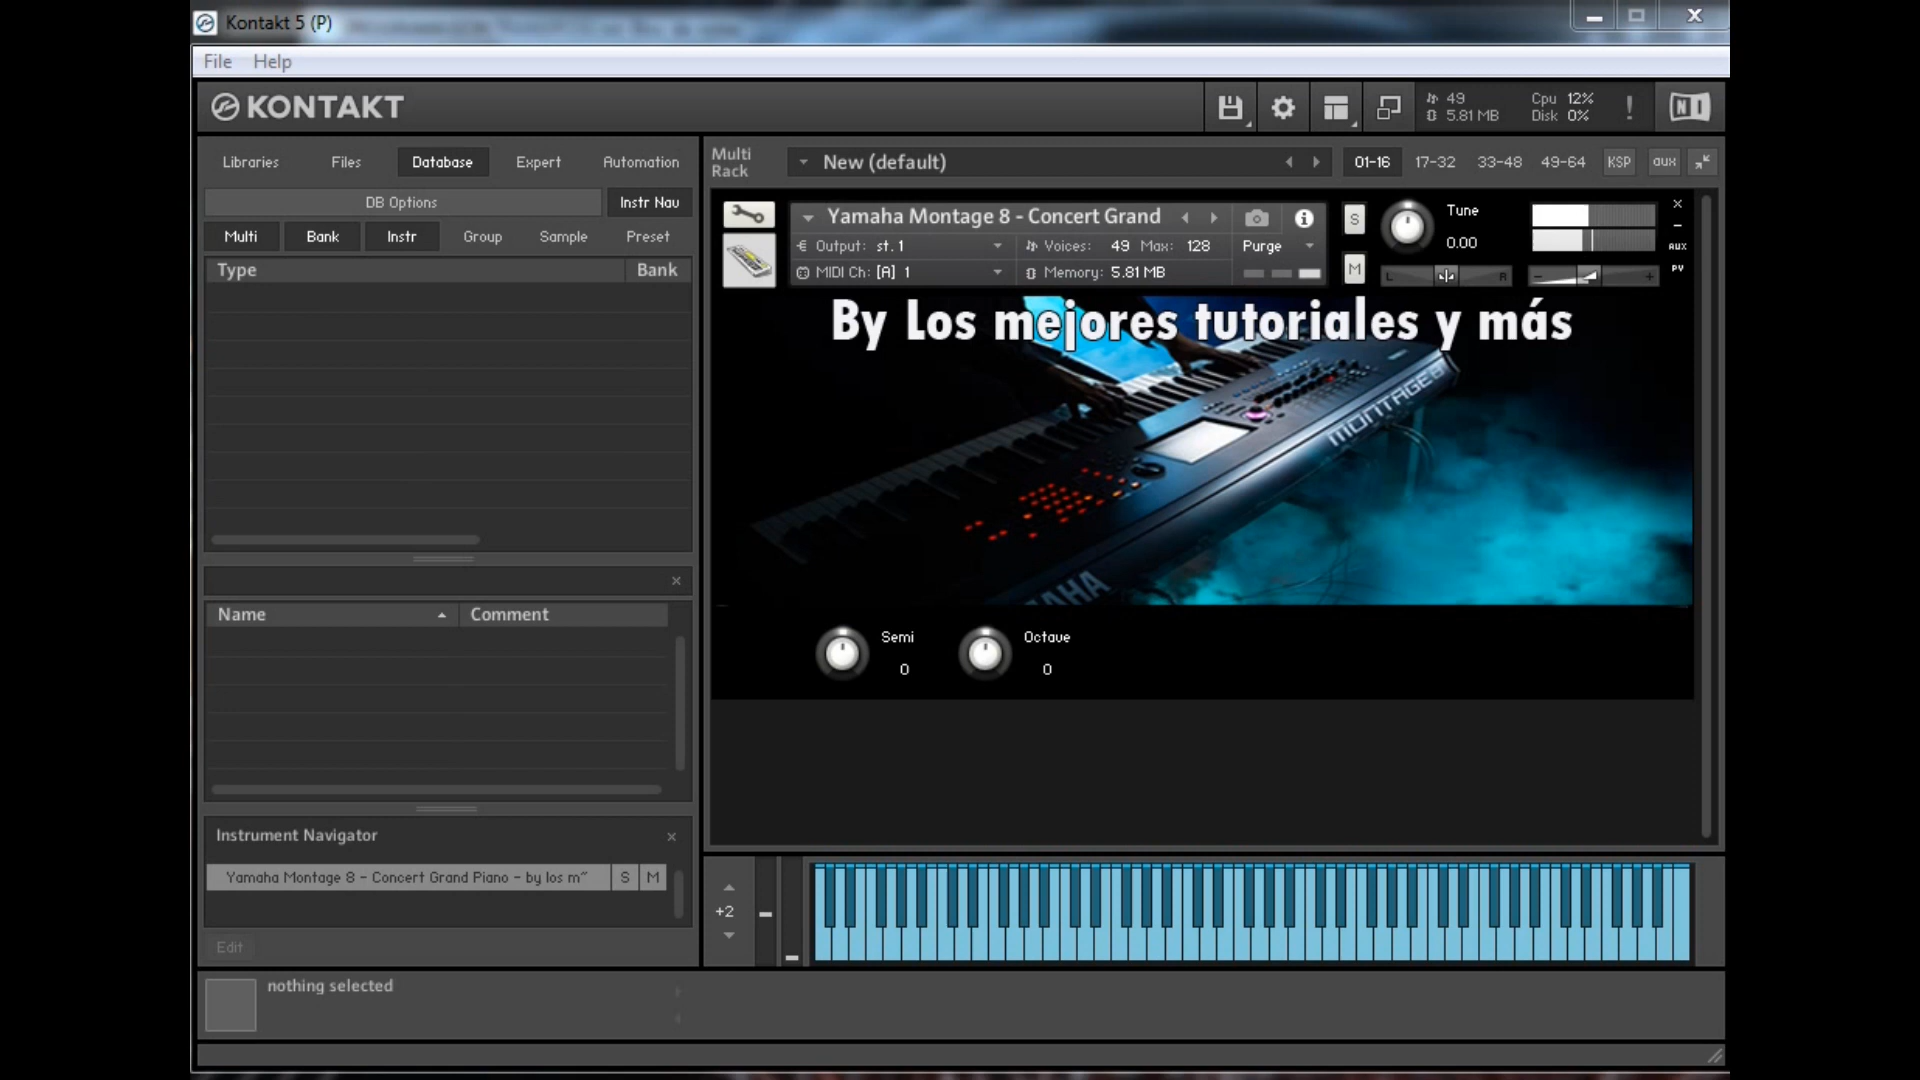 Kontakt 5 (P)
File Help
KONTAKT
49
5.81 MB
Cpu 12%
Disk 0%
!
NI
Libraries Files Database Expert Automation
DB Options Instr Nav
Multi Bank Instr Group Sample Preset
Type Bank
Name Comment
Instrument Navigator
Yamaha Montage 8 - Concert Grand Piano - by los m~ S M
Edit
nothing selected
Multi
Rack
New (default)
01-16 17-32 33-48 49-64 KSP aux
Yamaha Montage 8 - Concert Grand
Output: st. 1 Voices: 49 Max: 128 Purge
MIDI Ch: [A] 1 Memory: 5.81 MB
S
M
Tune
0.00
L R
- +
AUX
PV
By Los mejores tutoriales y más
MONTAGE8
YAMAHA
Semi
0
Octave
0
+2